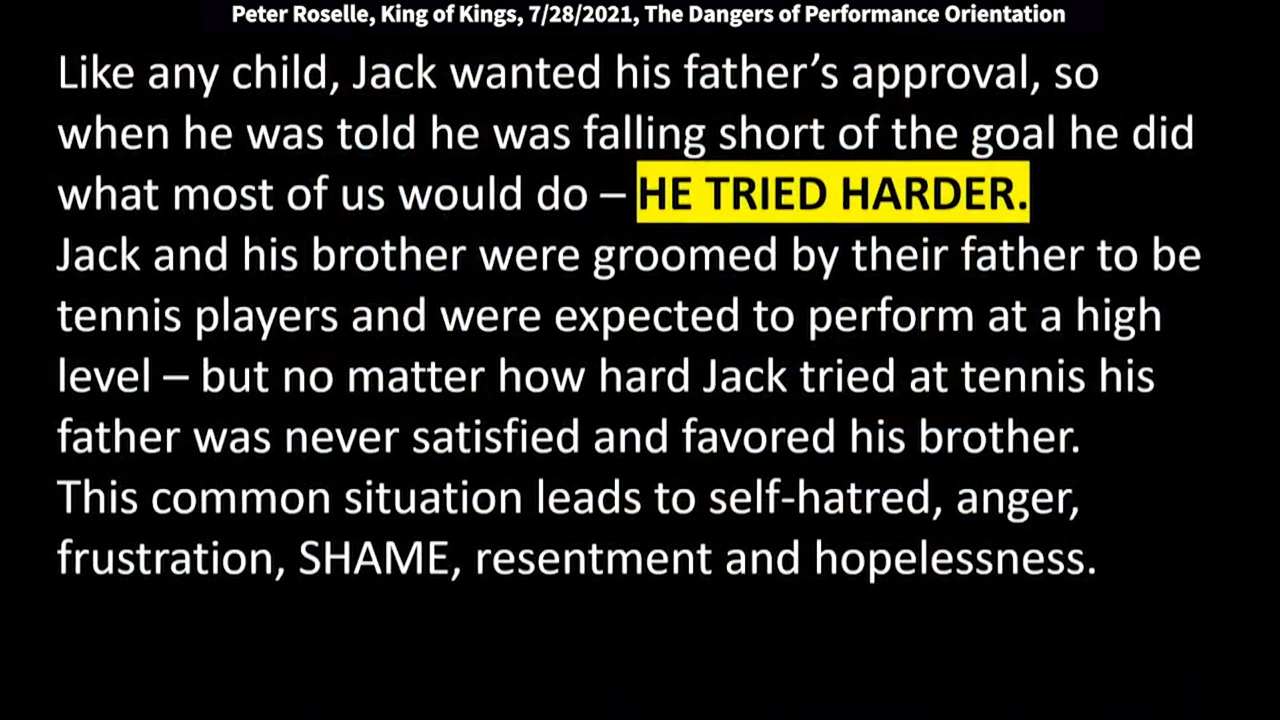 Peter Roselle, King of Kings, 7/28/2021, The Dangers of Performance Orientation
Like any child, Jack wanted his father’s approval, so
when he was told he was falling short of the goal he did
what most of us would do – HE TRIED HARDER.
Jack and his brother were groomed by their father to be
tennis players and were expected to perform at a high
level – but no matter how hard Jack tried at tennis his
father was never satisfied and favored his brother.
This common situation leads to self-hatred, anger,
frustration, SHAME, resentment and hopelessness.